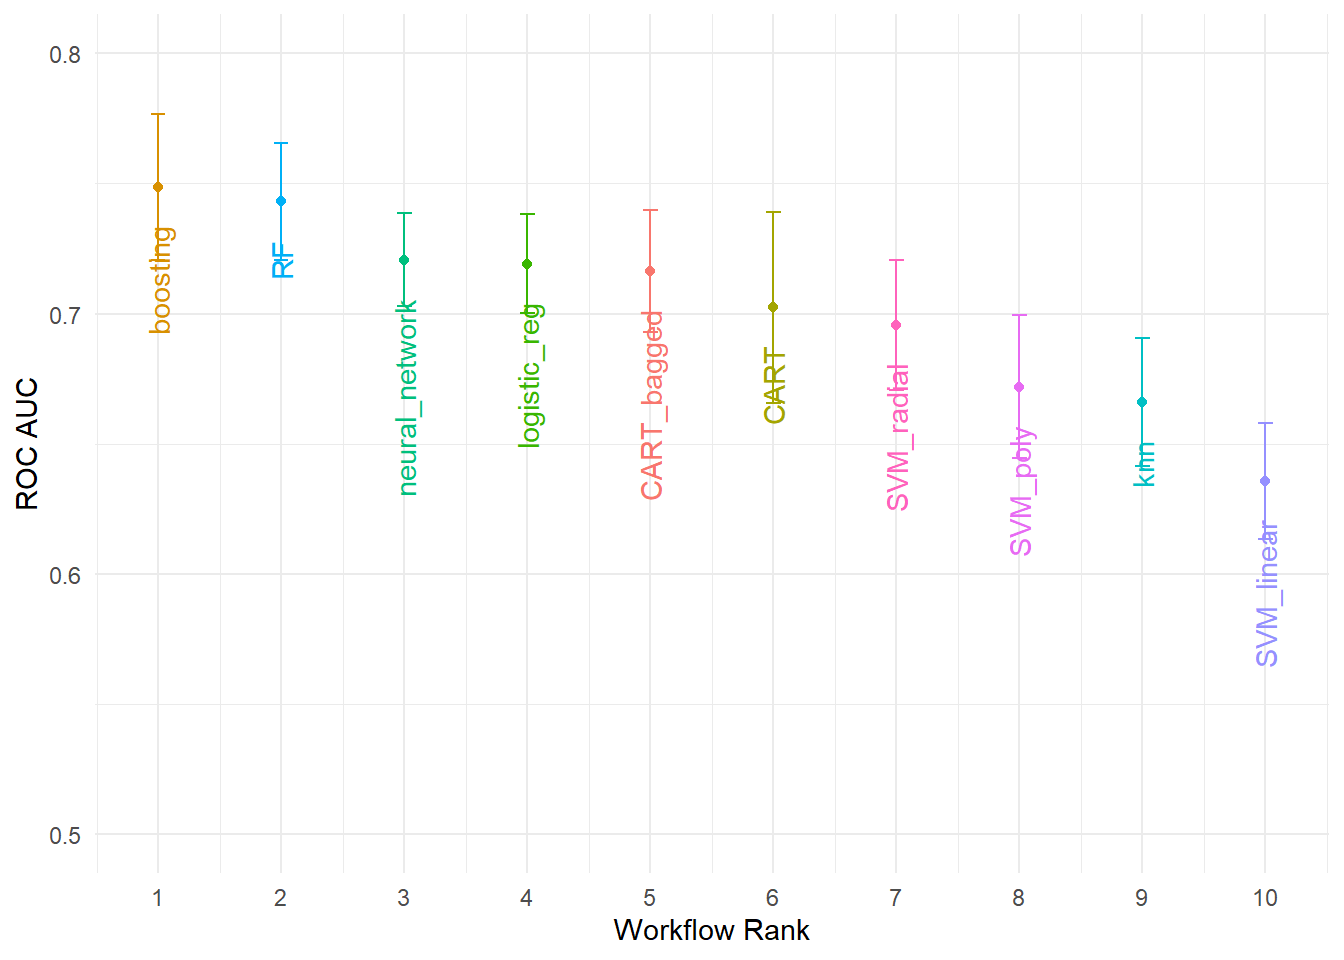 0.8
0.7
0.6
0.5
ROC AUC
boosting
RF
neural_network
logistic_reg
CART_bagged
CART
SVM_radial
SVM_poly
knn
SVM_linear
1 2 3 4 5 6 7 8 9 10
Workflow Rank